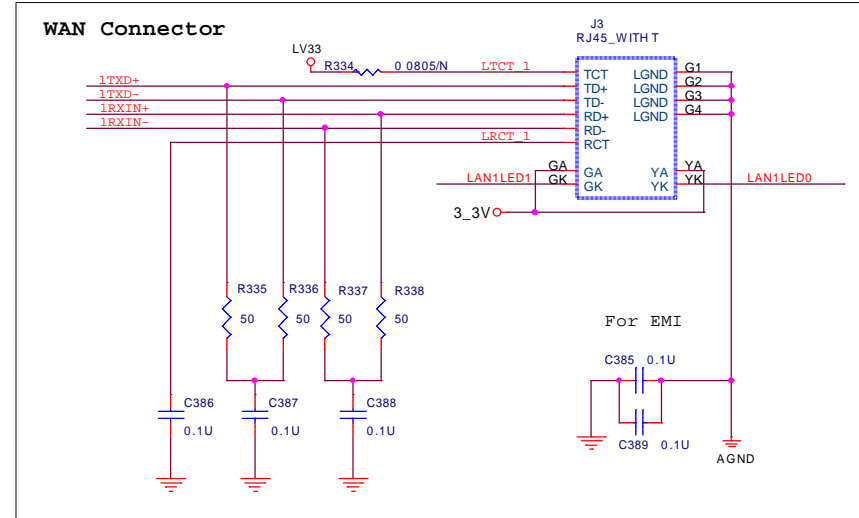 WAN Connector
J3
RJ45_WITH T
LV33
R334
0 0805/N
LTCT_1
1TXD+
1TXD-
1RXIN+
1RXIN-
LRCT_1
TCT
TD+
TD-
RD+
RD-
RCT
GA
GK
LGND
LGND
LGND
LGND
YA
YK
G1
G2
G3
G4
GA
GK
YA
YK
LAN1LED1
LAN1LED0
3_3V
R335
50
R336
50
R337
50
R338
50
For EMI
C385 0.1U
C389 0.1U
AGND
C386
0.1U
C387
0.1U
C388
0.1U